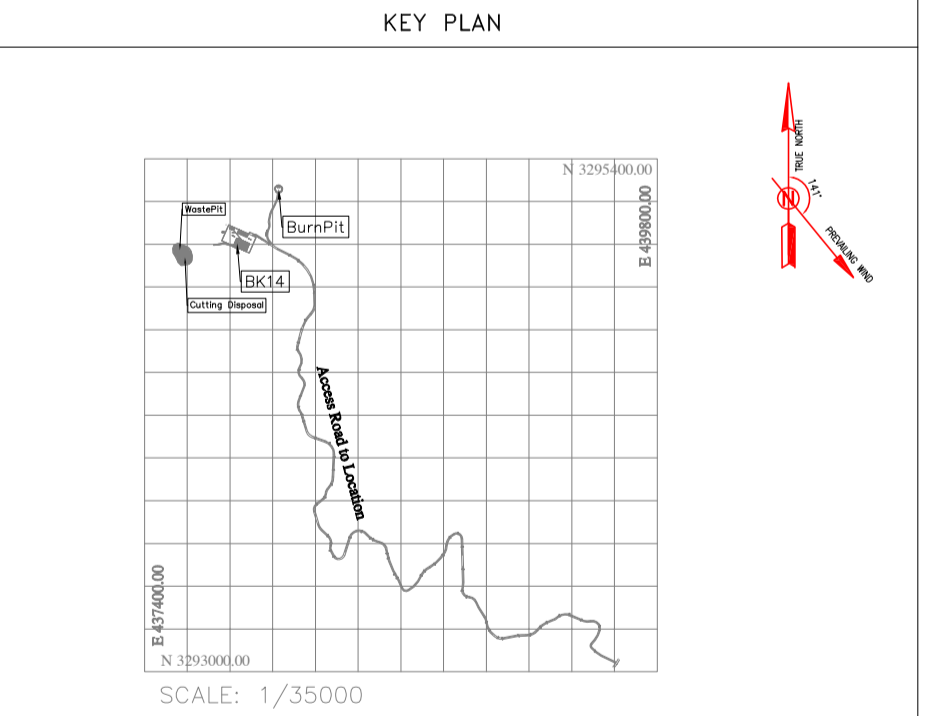 KEY PLAN
N 3295400.00
E 439800.00
TRUE NORTH
141°
N
PREVAILING WIND
WastePit
BurnPit
BK14
Cutting Disposal
Access Road to Location
E 437400.00
N 3293000.00
SCALE: 1/35000